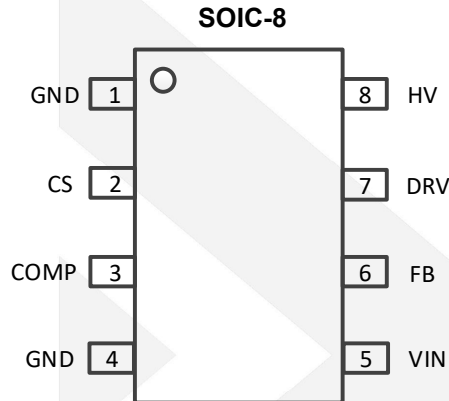 SOIC-8
GND 1 8 HV
CS 2 7 DRV
COMP 3 6 FB
GND 4 5 VIN